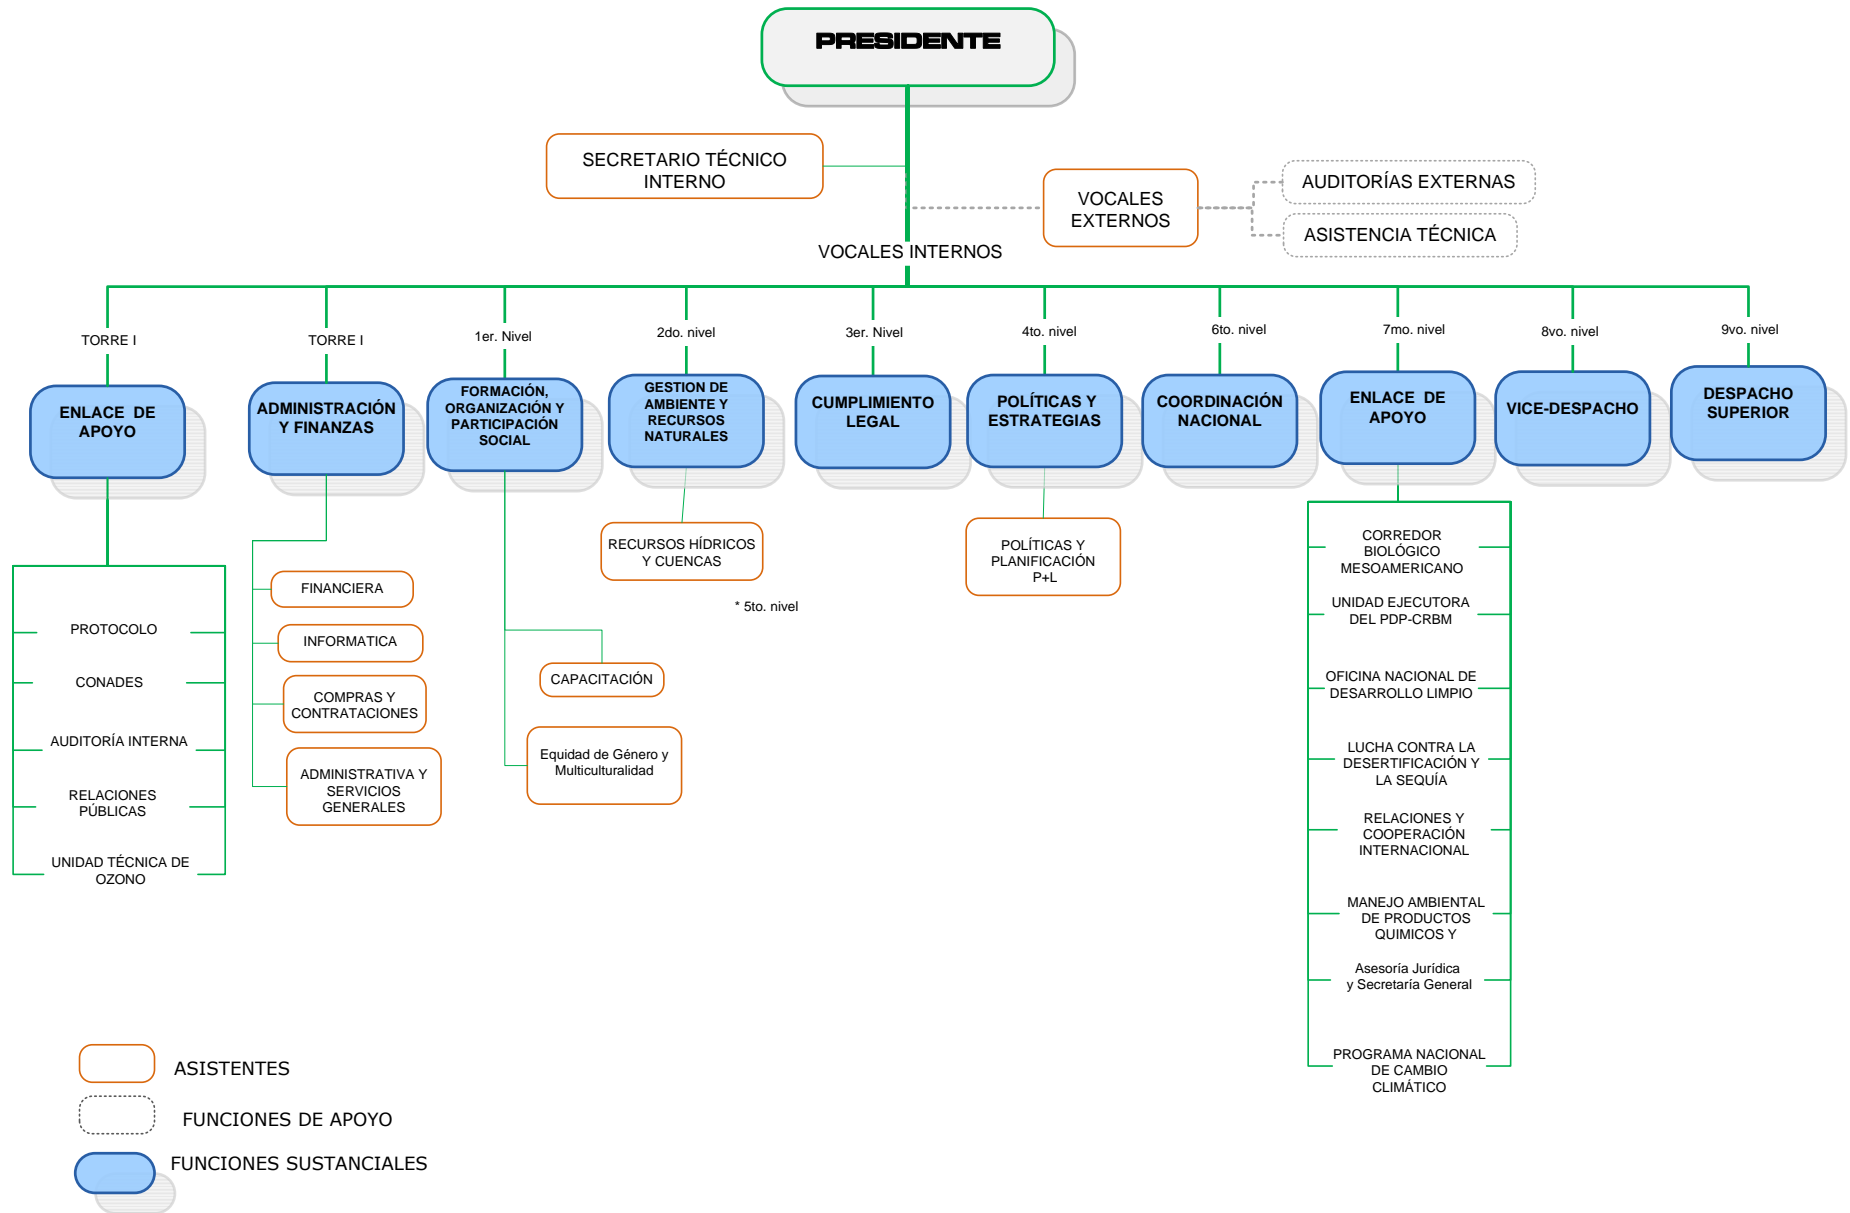 PRESIDENTE
SECRETARIO TÉCNICO
INTERNO
VOCALES
EXTERNOS
AUDITORÍAS EXTERNAS
ASISTENCIA TÉCNICA
VOCALES INTERNOS
TORRE I
TORRE I
1er. Nivel
2do. nivel
3er. Nivel
4to. nivel
6to. nivel
7mo. nivel
8vo. nivel
9vo. nivel
ENLACE DE
APOYO
ADMINISTRACIÓN
Y FINANZAS
FORMACIÓN,
ORGANIZACIÓN Y
PARTICIPACIÓN
SOCIAL
GESTION DE
AMBIENTE Y
RECURSOS
NATURALES
CUMPLIMIENTO
LEGAL
POLÍTICAS Y
ESTRATEGIAS
COORDINACIÓN
NACIONAL
ENLACE DE
APOYO
VICE-DESPACHO
DESPACHO
SUPERIOR
PROTOCOLO
CONADES
AUDITORÍA INTERNA
RELACIONES
PÚBLICAS
UNIDAD TÉCNICA DE
OZONO
FINANCIERA
INFORMATICA
COMPRAS Y
CONTRATACIONES
ADMINISTRATIVA Y
SERVICIOS
GENERALES
CAPACITACIÓN
Equidad de Género y
Multiculturalidad
RECURSOS HÍDRICOS
Y CUENCAS
* 5to. nivel
POLÍTICAS Y
PLANIFICACIÓN
P+L
CORREDOR
BIOLÓGICO
MESOAMERICANO
UNIDAD EJECUTORA
DEL PDP-CRBM
OFICINA NACIONAL DE
DESARROLLO LIMPIO
LUCHA CONTRA LA
DESERTIFICACIÓN Y
LA SEQUÍA
RELACIONES Y
COOPERACIÓN
INTERNACIONAL
MANEJO AMBIENTAL
DE PRODUCTOS
QUIMICOS Y
Asesoría Jurídica
y Secretaría General
PROGRAMA NACIONAL
DE CAMBIO
CLIMÁTICO
ASISTENTES
FUNCIONES DE APOYO
FUNCIONES SUSTANCIALES